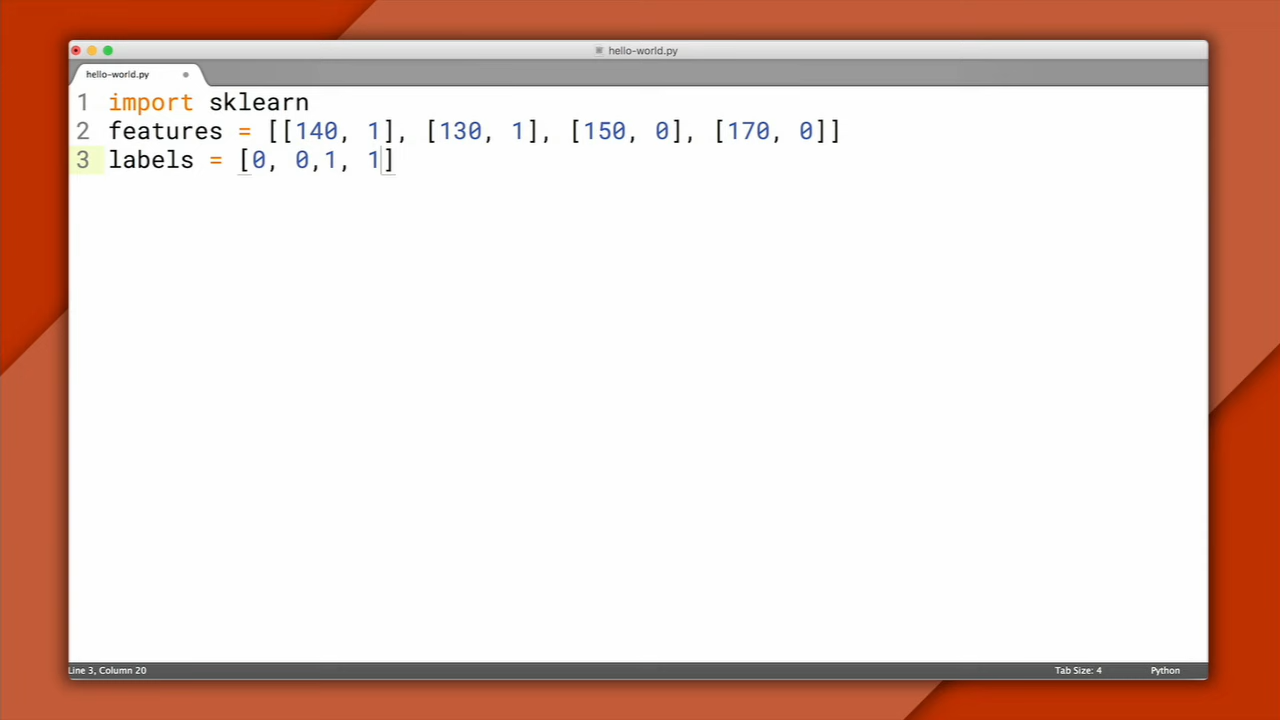 hello-world.py
hello-world.py
1 import sklearn
2 features = [[140, 1], [130, 1], [150, 0], [170, 0]]
3 labels = [0, 0,1, 1]
Line 3, Column 20
Tab Size: 4
Python